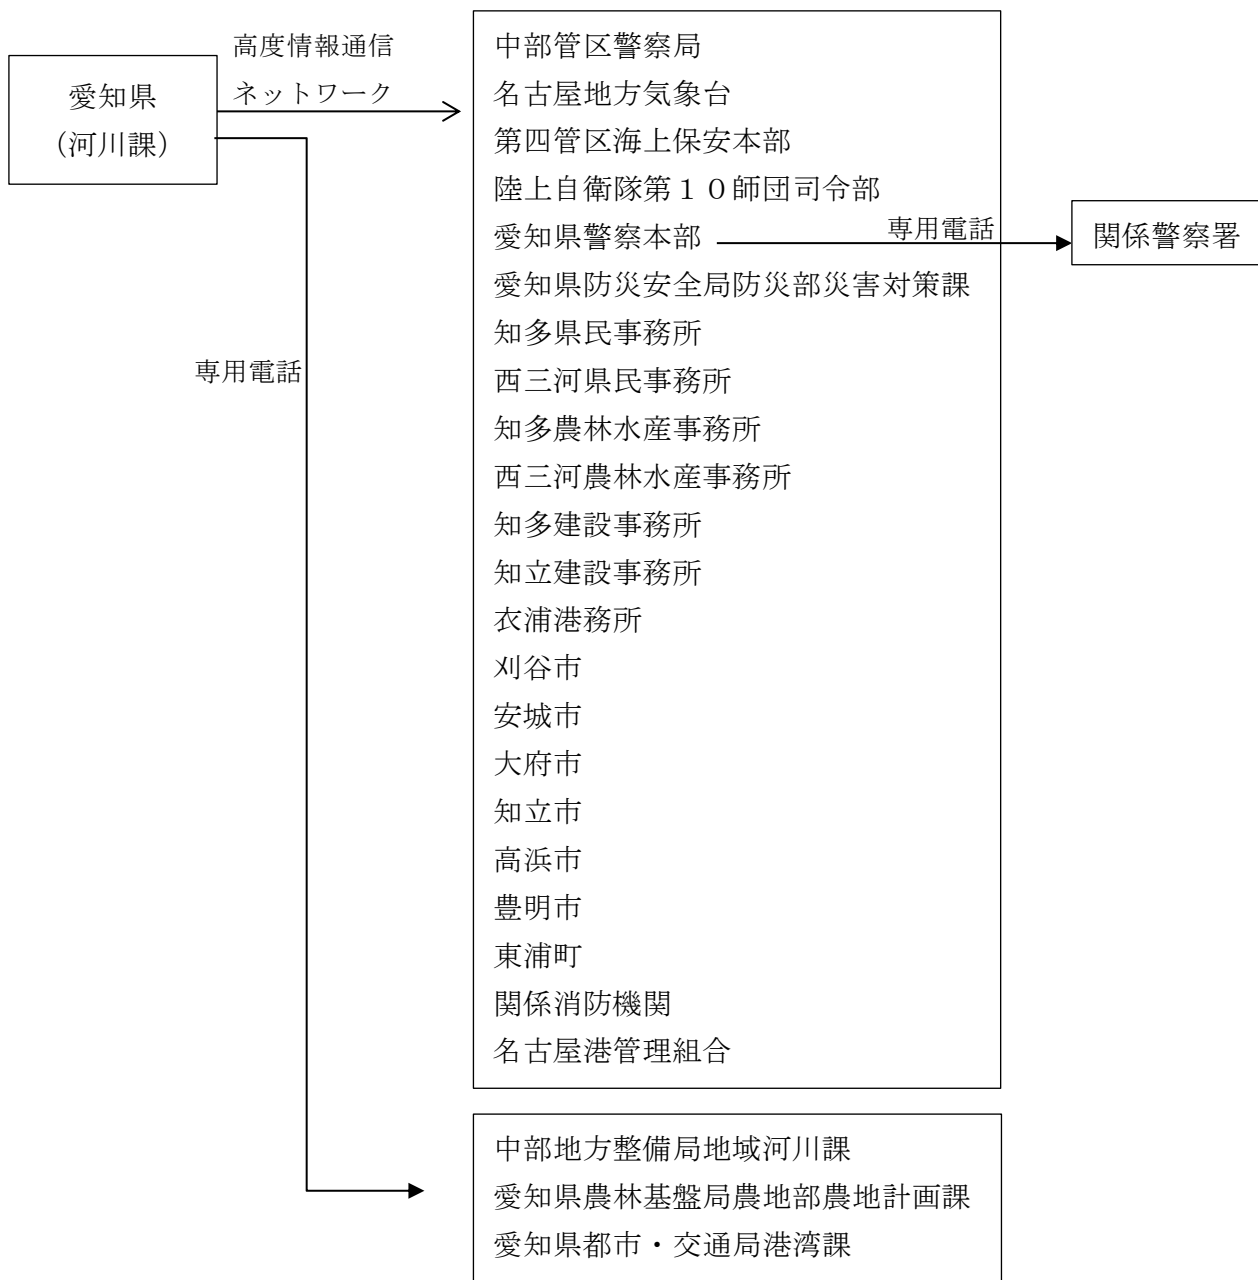 愛知県
(河川課)
高度情報通信
ネットワーク
専用電話
中部管区警察局
名古屋地方気象台
第四管区海上保安本部
陸上自衛隊第１０師団司令部
愛知県警察本部
専用電話
関係警察署
愛知県防災安全局防災部災害対策課
知多県民事務所
西三河県民事務所
知多農林水産事務所
西三河農林水産事務所
知多建設事務所
知立建設事務所
衣浦港務所
刈谷市
安城市
大府市
知立市
高浜市
豊明市
東浦町
関係消防機関
名古屋港管理組合
中部地方整備局地域河川課
愛知県農林基盤局農地部農地計画課
愛知県都市・交通局港湾課